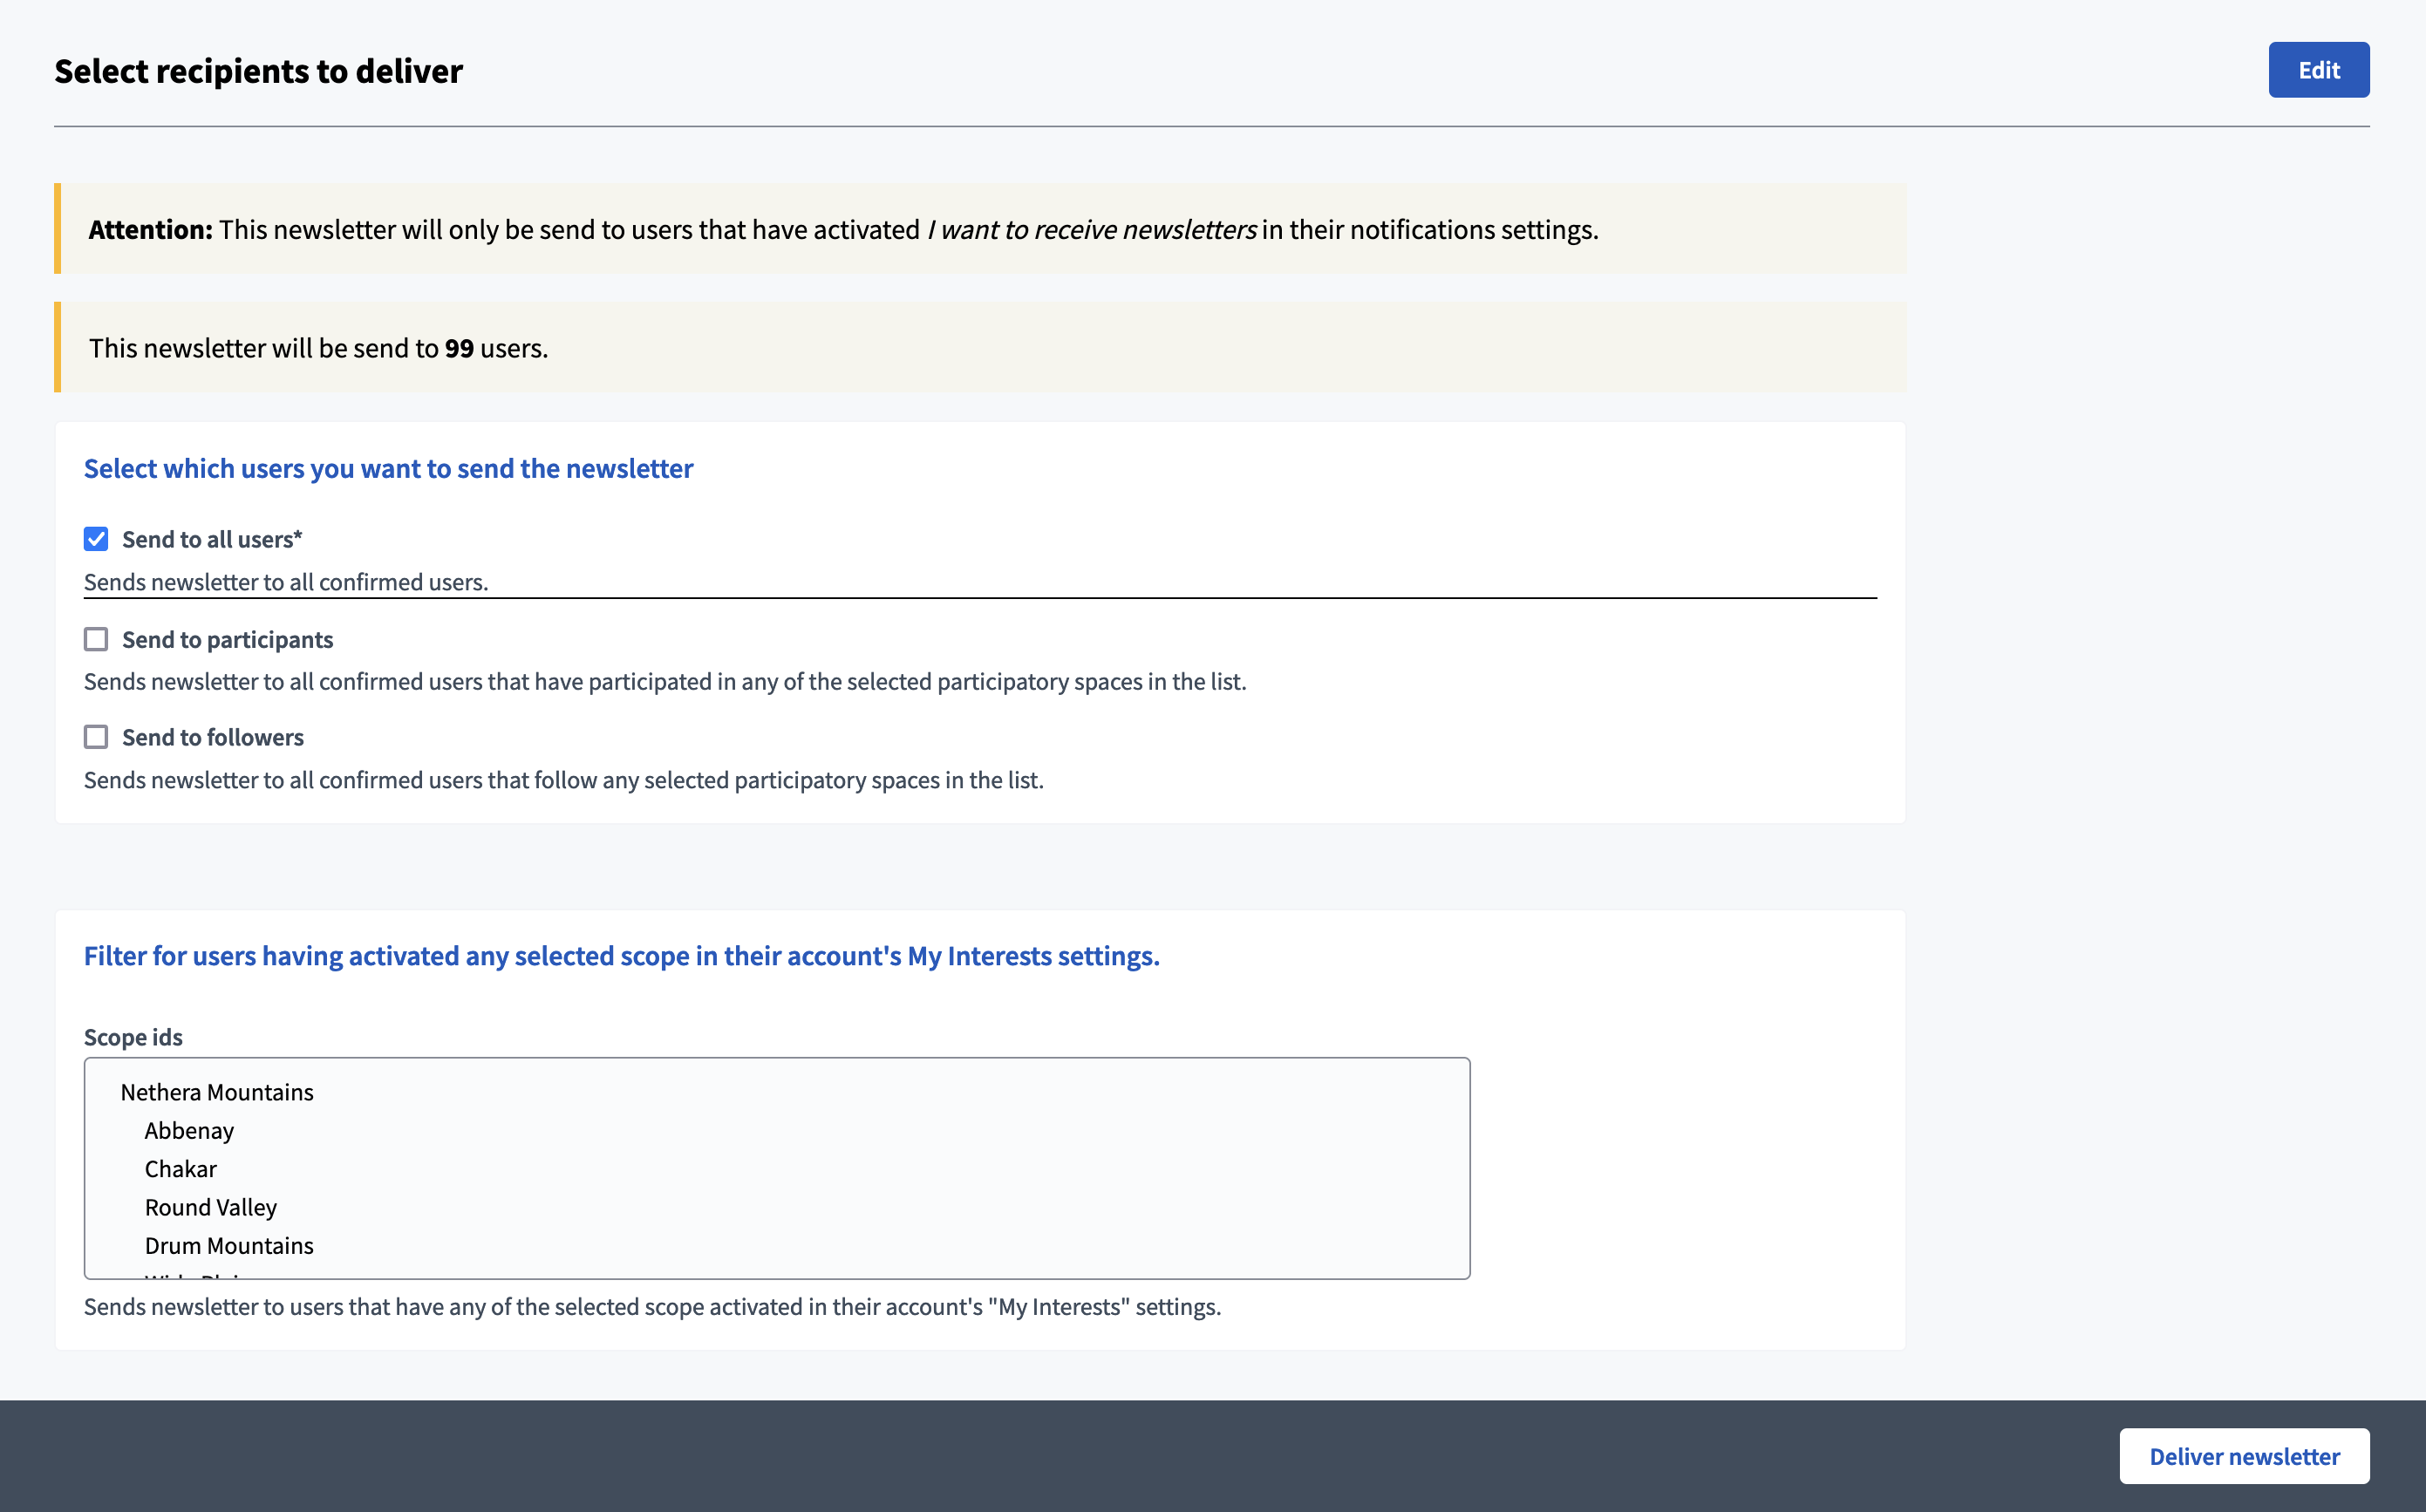 Select recipients to deliver
Edit
Attention: This newsletter will only be send to users that have activated I want to receive newsletters in their notifications settings.
This newsletter will be send to 99 users.
Select which users you want to send the newsletter
Send to all users*
Sends newsletter to all confirmed users.
Send to participants
Sends newsletter to all confirmed users that have participated in any of the selected participatory spaces in the list.
Send to followers
Sends newsletter to all confirmed users that follow any selected participatory spaces in the list.
Filter for users having activated any selected scope in their account's My Interests settings.
Scope ids
Nethera Mountains
Abbenay
Chakar
Round Valley
Drum Mountains
Sends newsletter to users that have any of the selected scope activated in their account's "My Interests" settings.
Deliver newsletter